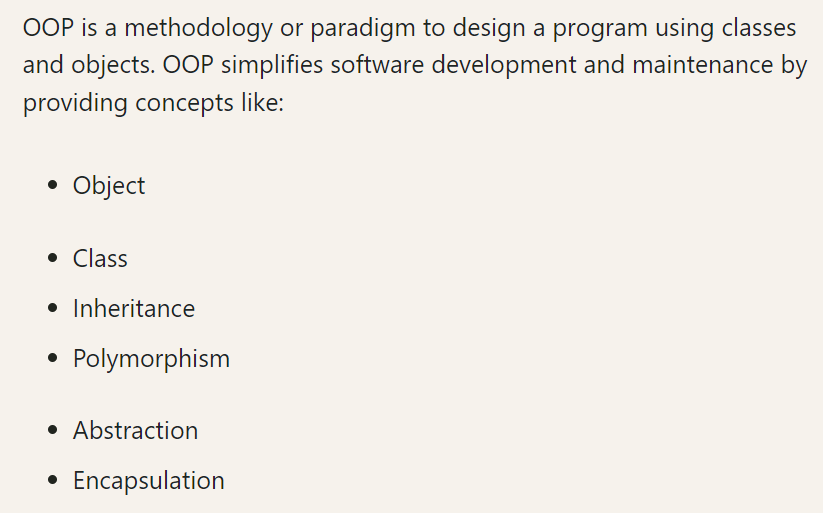 OOP is a methodology or paradigm to design a program using classes
and objects. OOP simplifies software development and maintenance by
providing concepts like:
• Object
• Class
• Inheritance
• Polymorphism
• Abstraction
• Encapsulation